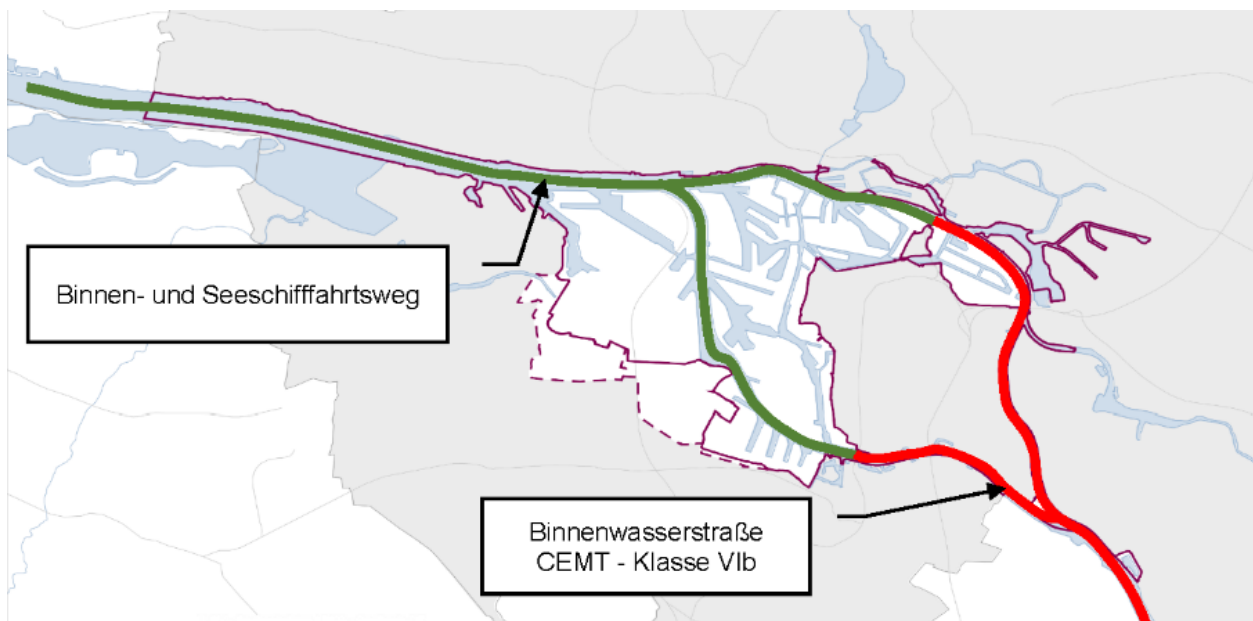 Binnen- und Seeschifffahrtsweg
Binnenwasserstraße
CEMT - Klasse VIb